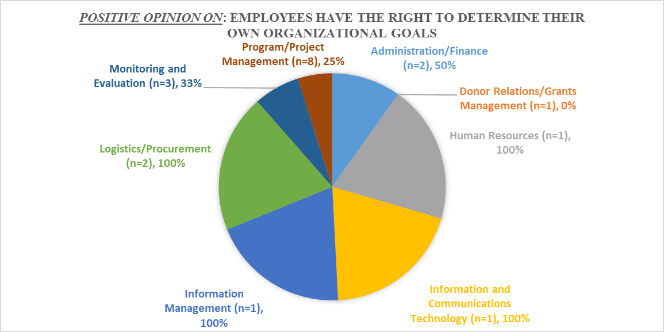 POSITIVE OPINION ON: EMPLOYEES HAVE THE RIGHT TO DETERMINE THEIR
OWN ORGANIZATIONAL GOALS
Program/Project
Management (n=8), 25%
Administration/Finance
(n=2), 50%
Monitoring and
Evaluation (n=3), 33%
Donor Relations/Grants
Management (n=1), 0%
Human Resources (n=1),
100%
Logistics/Procurement
(n=2), 100%
Information
Management (n=1),
100%
Information and
Communications
Technology (n=1), 100%